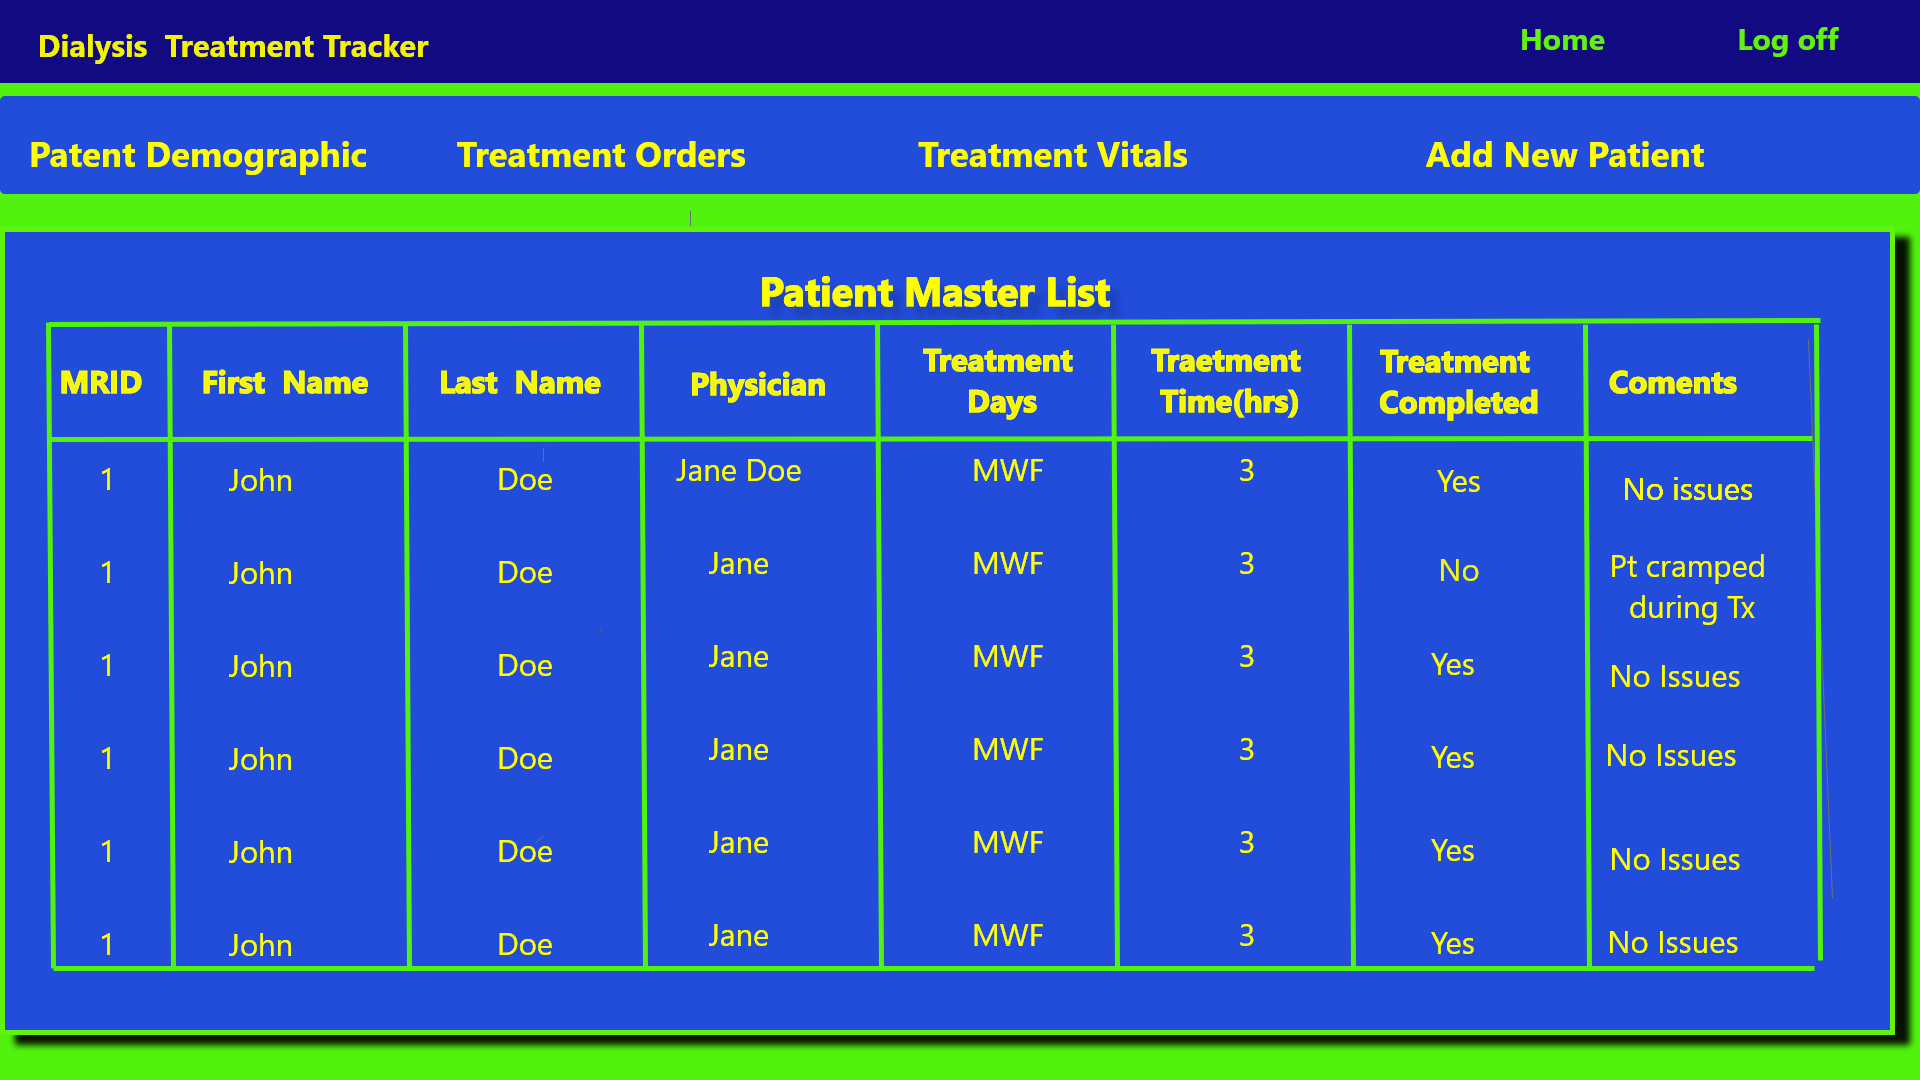 Dialysis  Treatment Tracker
Home
Log off
Patent Demographic
Treatment Orders
Treatment Vitals
Add New Patient
Patient Master List
MRID
First  Name
Last  Name
Physician
Treatment
Days
Traetment
Time(hrs)
Treatment
Completed
Coments
1 John Doe Jane Doe MWF 3 Yes No issues
1 John Doe Jane MWF 3 No Pt cramped
during Tx
1 John Doe Jane MWF 3 Yes No Issues
1 John Doe Jane MWF 3 Yes No Issues
1 John Doe Jane MWF 3 Yes No Issues
1 John Doe Jane MWF 3 Yes No Issues